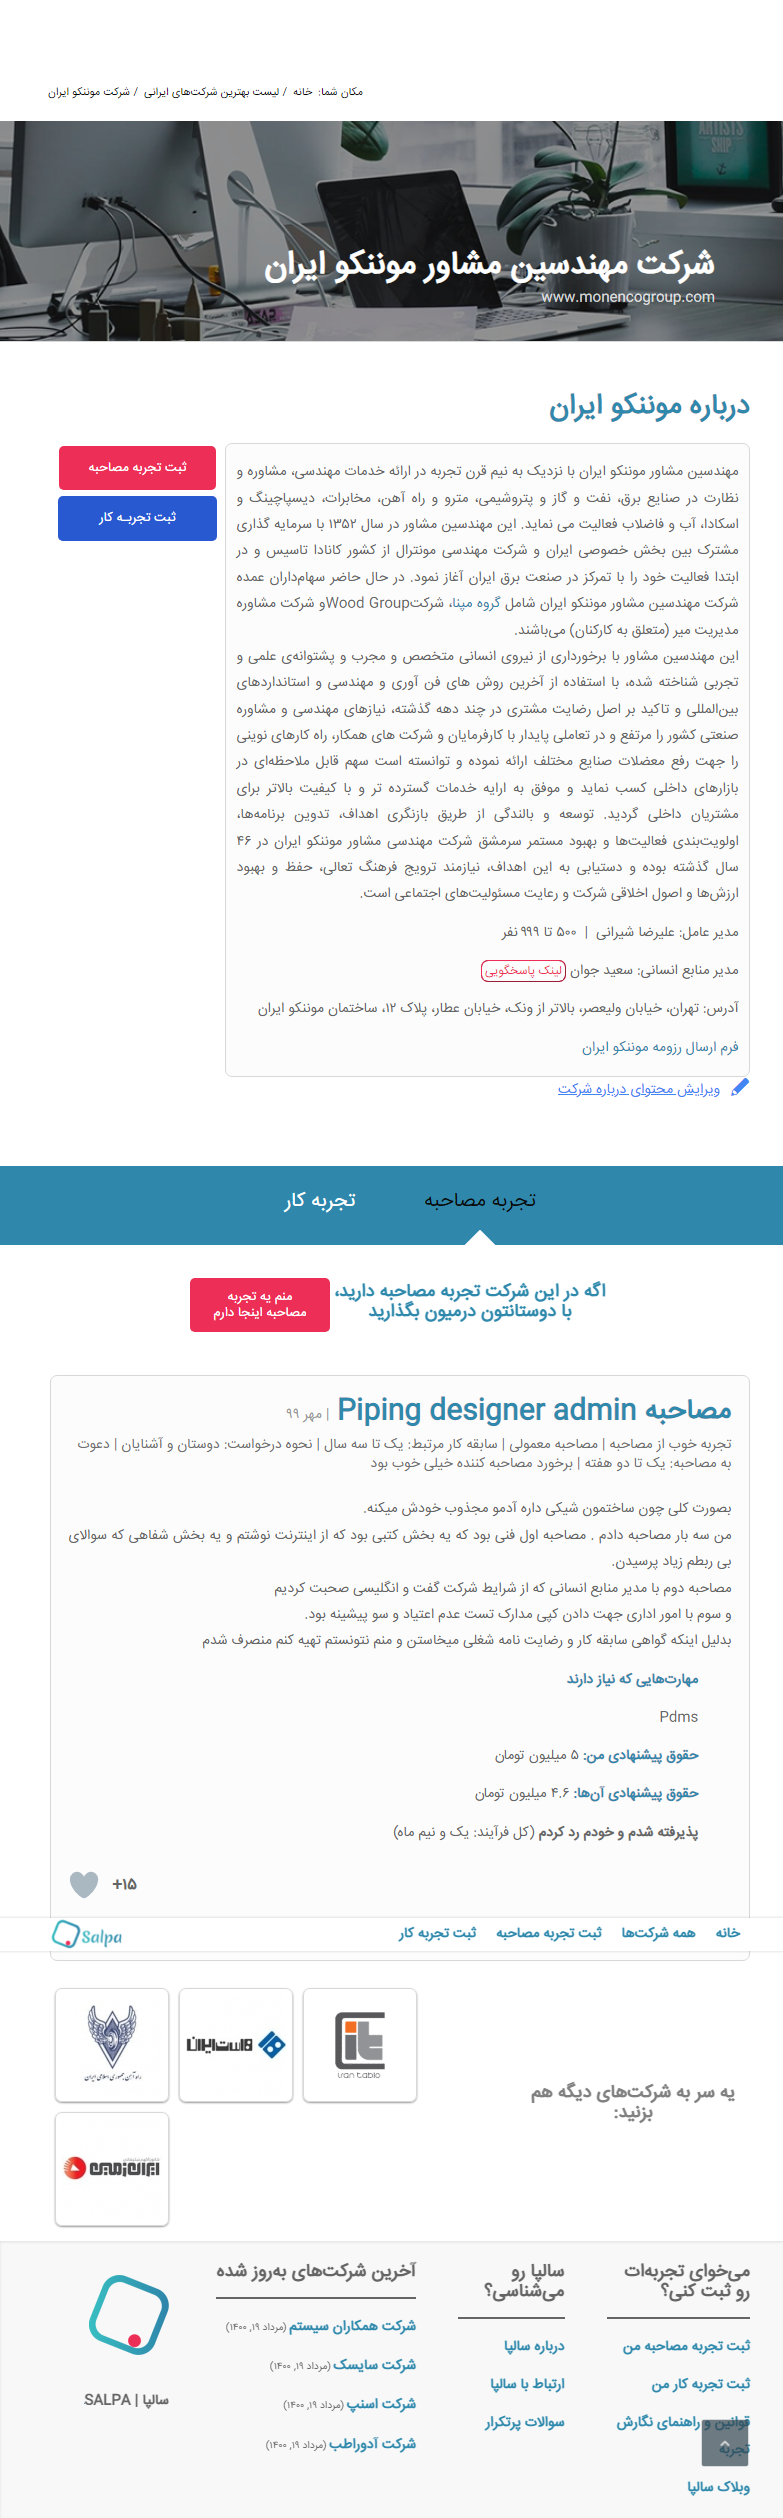 مکان شما: خانه / لیست بهترین شرکت‌های ایرانی / شرکت موننکو ایران
ARTISTS
SHIP
شرکت مهندسین مشاور موننکو ایران
www.monencogroup.com
درباره موننکو ایران
ثبت تجربه مصاحبه
ثبت تجربـه کار
مهندسین مشاور موننکو ایران با نزدیک به نیم قرن تجربه در ارائه خدمات مهندسی، مشاوره و
نظارت در صنایع برق، نفت و گاز و پتروشیمی، مترو و راه آهن، مخابرات، دیسپاچینگ و
اسکادا، آب و فاضلاب فعالیت می نماید. این مهندسین مشاور در سال ۱۳۵۲ با سرمایه گذاری
مشترک بین بخش خصوصی ایران و شرکت مهندسی مونترال از کشور کانادا تاسیس و در
ابتدا فعالیت خود را با تمرکز در صنعت برق ایران آغاز نمود. در حال حاضر سهام‌داران عمده
شرکت مهندسین مشاور موننکو ایران شامل گروه مپنا، شرکتWood Groupو شرکت مشاوره
مدیریت میر (متعلق به کارکنان) می‌باشند.
این مهندسین مشاور با برخورداری از نیروی انسانی متخصص و مجرب و پشتوانه‌ی علمی و
تجربی شناخته شده، با استفاده از آخرین روش های فن آوری و مهندسی و استانداردهای
بین‌المللی و تاکید بر اصل رضایت مشتری در چند دهه گذشته، نیازهای مهندسی و مشاوره
صنعتی کشور را مرتفع و در تعاملی پایدار با کارفرمایان و شرکت های همکار، راه کارهای نوینی
را جهت رفع معضلات صنایع مختلف ارائه نموده و توانسته است سهم قابل ملاحظه‌ای در
بازارهای داخلی کسب نماید و موفق به ارایه خدمات گسترده تر و با کیفیت بالاتر برای
مشتریان داخلی گردید. توسعه و بالندگی از طریق بازنگری اهداف، تدوین برنامه‌ها،
اولویت‌بندی فعالیت‌ها و بهبود مستمر سرمشق شرکت مهندسی مشاور موننکو ایران در ۴۶
سال گذشته بوده و دستیابی به این اهداف، نیازمند ترویج فرهنگ تعالی، حفظ و بهبود
ارزش‌ها و اصول اخلاقی شرکت و رعایت مسئولیت‌های اجتماعی است.
مدیر عامل: علیرضا شیرانی | ۵۰۰ تا ۹۹۹ نفر
مدیر منابع انسانی: سعید جوان لینک پاسخگویی
آدرس: تهران، خیابان ولیعصر، بالاتر از ونک، خیابان عطار، پلاک ۱۲، ساختمان موننکو ایران
فرم ارسال رزومه موننکو ایران
ویرایش محتوای درباره شرکت
تجربه مصاحبه
تجربه کار
اگه در این شرکت تجربه مصاحبه دارید،
با دوستانتون درمیون بگذارید
منم یه تجربه
مصاحبه اینجا دارم
مصاحبه Piping designer admin | مهر ۹۹
تجربه خوب از مصاحبه | مصاحبه معمولی | سابقه کار مرتبط: یک تا سه سال | نحوه درخواست: دوستان و آشنایان | دعوت
به مصاحبه: یک تا دو هفته | برخورد مصاحبه کننده خیلی خوب بود
بصورت کلی چون ساختمون شیکی داره آدمو مجذوب خودش میکنه.
من سه بار مصاحبه دادم . مصاحبه اول فنی بود که یه بخش کتبی بود که از اینترنت نوشتم و یه بخش شفاهی که سوالای
بی ربطم زیاد پرسیدن.
مصاحبه دوم با مدیر منابع انسانی که از شرایط شرکت گفت و انگلیسی صحبت کردیم
و سوم با امور اداری جهت دادن کپی مدارک تست عدم اعتیاد و سو پیشینه بود.
بدلیل اینکه گواهی سابقه کار و رضایت نامه شغلی میخاستن و منم نتونستم تهیه کنم منصرف شدم
مهارت‌هایی که نیاز دارند
Pdms
حقوق پیشنهادی من: ۵ میلیون تومان
حقوق پیشنهادی آن‌ها: ۴.۶ میلیون تومان
پذیرفته شدم و خودم رد کردم (کل فرآیند: یک و نیم ماه)
+۱۵
خانه
همه شرکت‌ها
ثبت تجربه مصاحبه
ثبت تجربه کار
Salpa
یه سر به شرکت‌های دیگه هم
بزنید:
iran tablo
فاست‌ایران
راه آهن جمهوری اسلامی ایران
ایران زمین
می‌خوای تجربه‌ات
رو ثبت کنی؟
ثبت تجربه مصاحبه من
ثبت تجربه کار من
قوانین و راهنمای نگارش
تجربه
وبلاک سالپا
سالپا رو
می‌شناسی؟
درباره سالپا
ارتباط با سالپا
سوالات پرتکرار
آخرین شرکت‌های به‌روز شده
شرکت همکاران سیستم (مرداد ۱۹, ۱۴۰۰)
شرکت سایسک (مرداد ۱۹, ۱۴۰۰)
شرکت اسنپ (مرداد ۱۹, ۱۴۰۰)
شرکت آدوراطب (مرداد ۱۹, ۱۴۰۰)
سالپا | SALPA